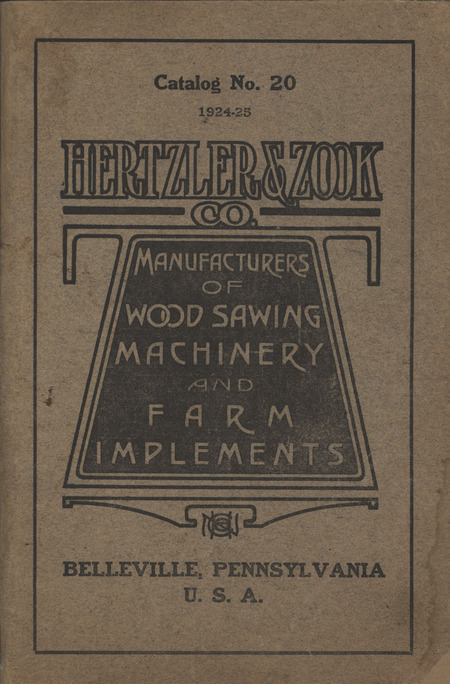 Catalog No. 20
1924-25
HERTZLER & ZOOK
CO.
MANUFACTURERS
OF
WOOD SAWING
MACHINERY
AND
FARM
IMPLEMENTS
BELLEVILLE, PENNSYLVANIA
U. S. A.